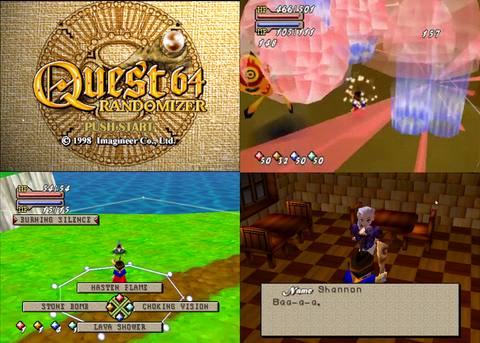 Quest 64
RANDOMIZER
PUSH START
© 1998 Imagineer Co., Ltd.
HP 466/501
MP 105/111
148
157
50 32 50 50
HP 54/54
MP 15/15
BURNING SILENCE
HASTEN FLAME
STONE BOMB
CHOKING VISION
LAVA SHOWER
Name Shannon
Baa-a-a.